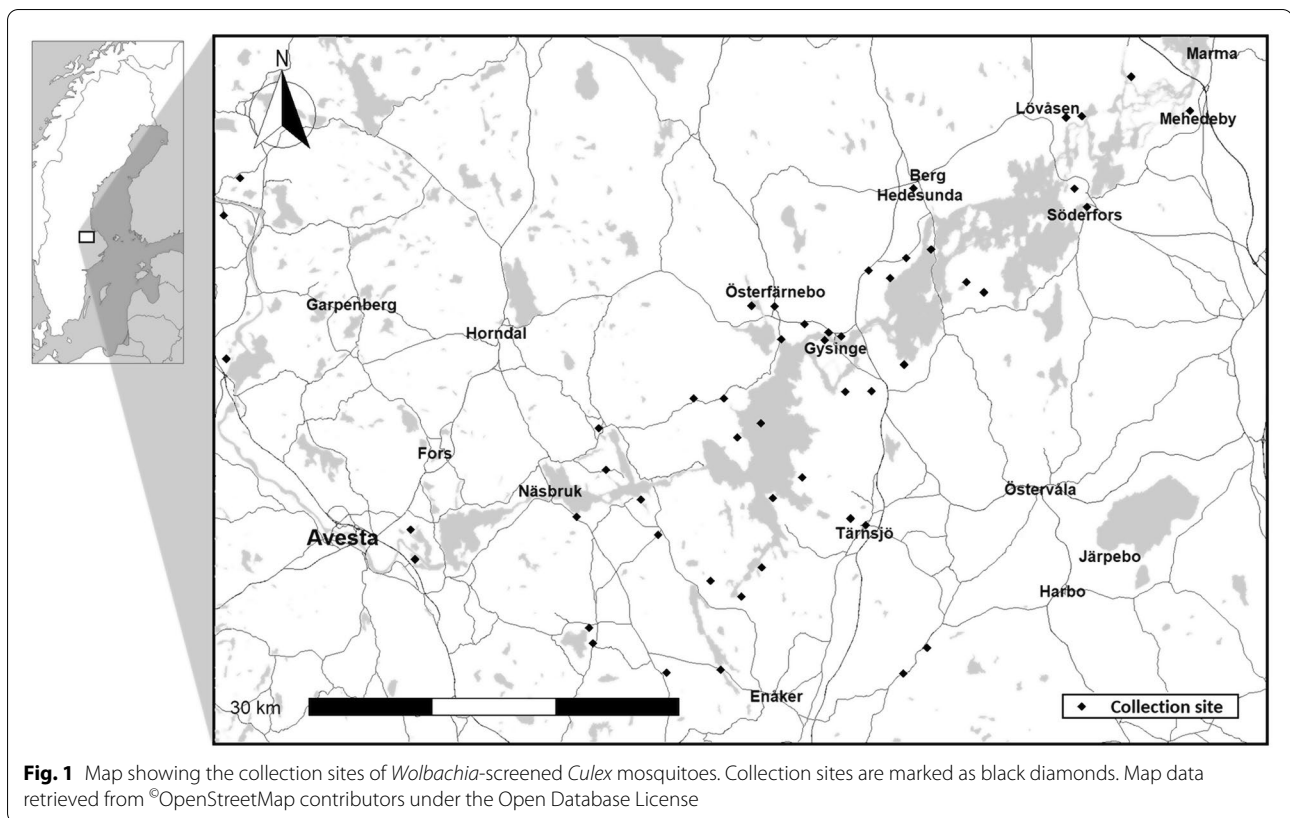 N
Marma
Lövåsen
Mehedeby
Berg
Hedesunda
Söderfors
Österfärnebo
Garpenberg
Horndal
Gysinge
Fors
Näsbruk
Östervåla
Avesta
Tärnsjö
Järpebo
Harbo
Enåker
30 km
Collection site
Fig. 1 Map showing the collection sites of Wolbachia-screened Culex mosquitoes. Collection sites are marked as black diamonds. Map data
retrieved from ©OpenStreetMap contributors under the Open Database License